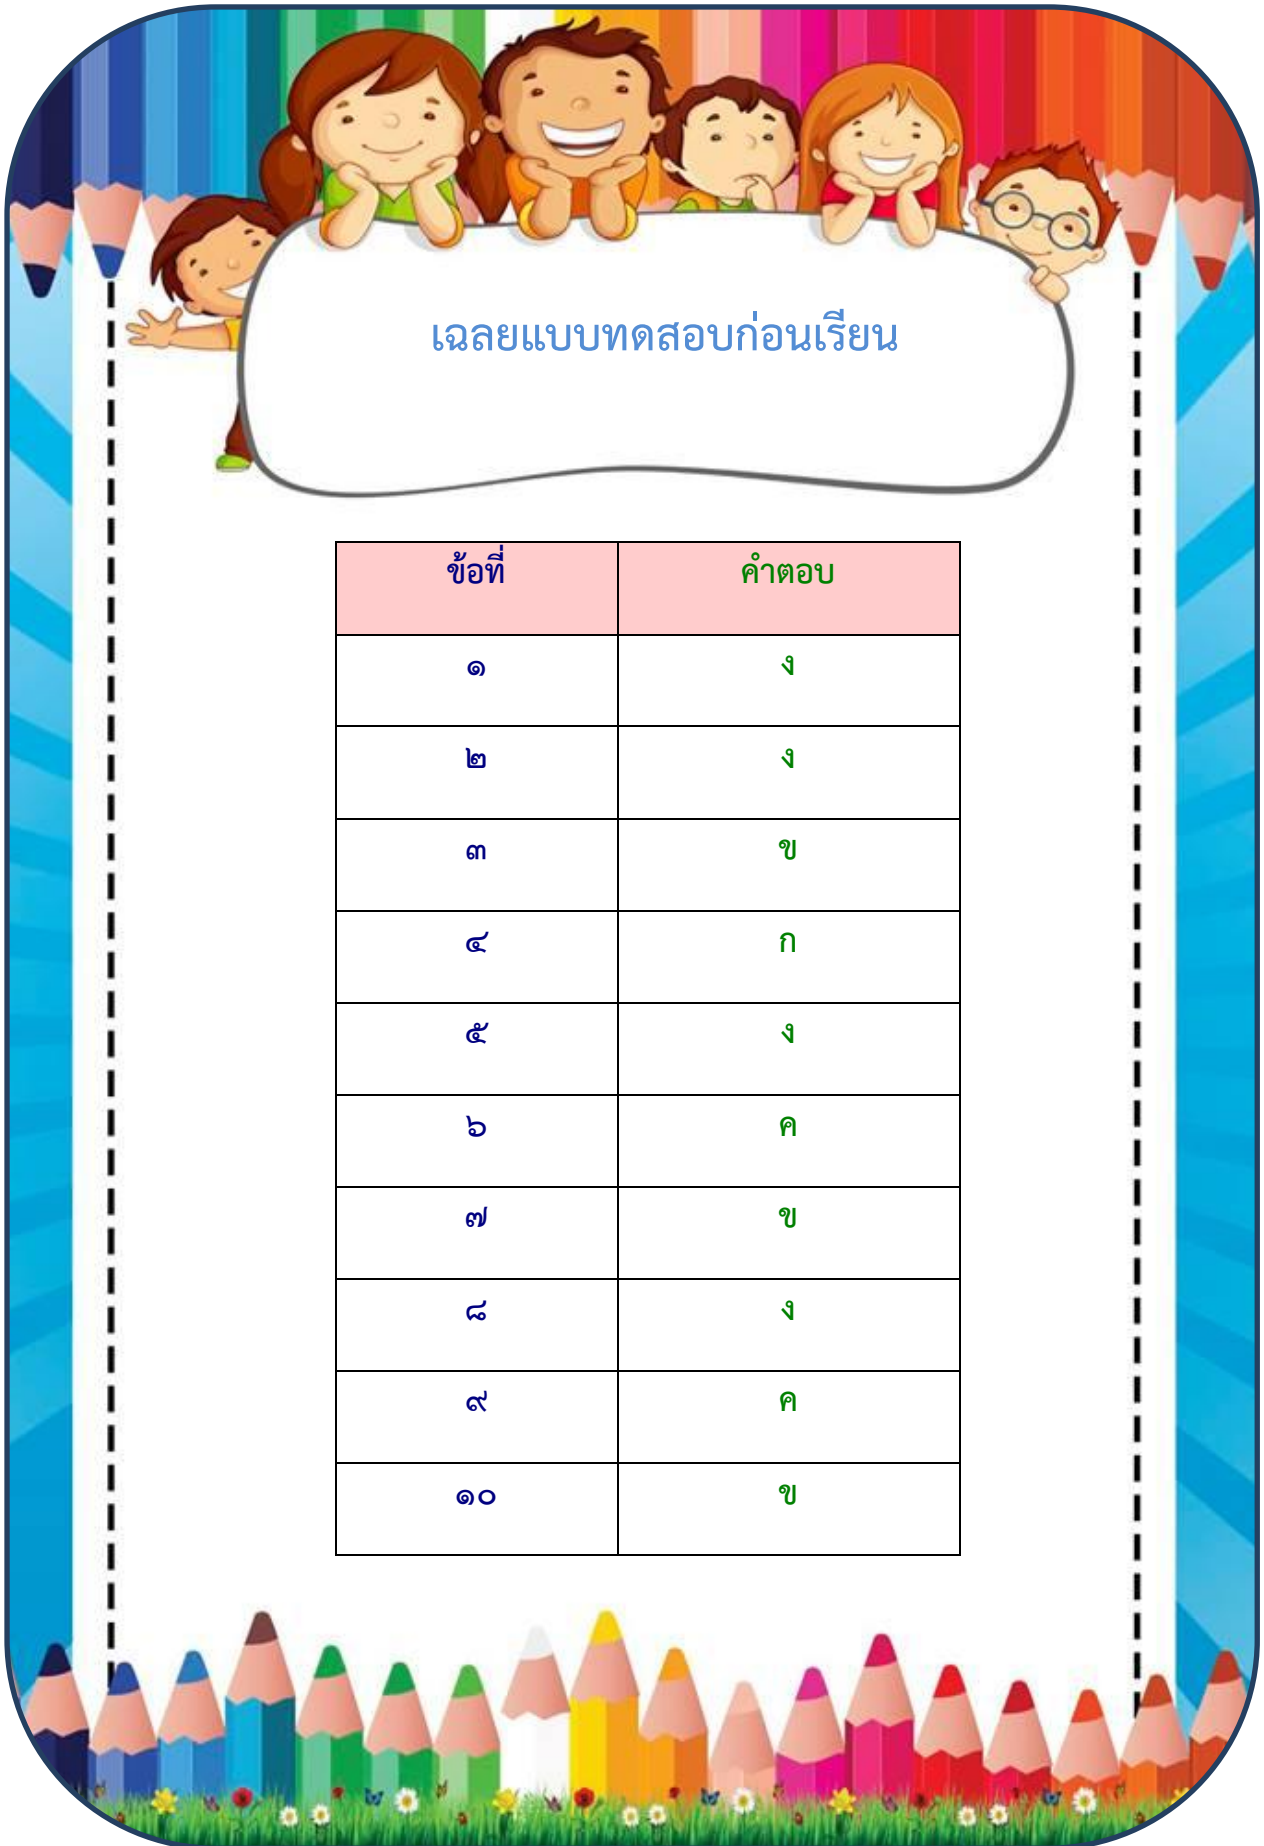 เฉลยแบบทดสอบก่อนเรียน
ข้อที่ คำตอบ
๑ ง
๒ ง
๓ ข
๔ ก
๕ ง
๖ ค
๗ ข
๘ ง
๙ ค
๑๐ ข